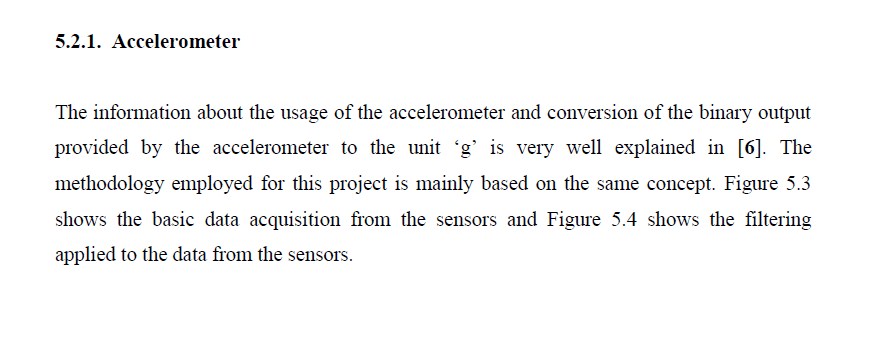 5.2.1. Accelerometer
The information about the usage of the accelerometer and conversion of the binary output
provided by the accelerometer to the unit ‘g’ is very well explained in [6]. The
methodology employed for this project is mainly based on the same concept. Figure 5.3
shows the basic data acquisition from the sensors and Figure 5.4 shows the filtering
applied to the data from the sensors.